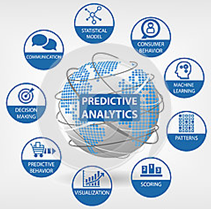 STATISTICAL
MODEL
CONSUMER
BEHAVIOR
MACHINE
LEARNING
PATTERNS
SCORING
VISUALIZATION
PREDICTIVE
BEHAVIOR
DECISION
MAKING
COMMUNICATION
PREDICTIVE
ANALYTICS